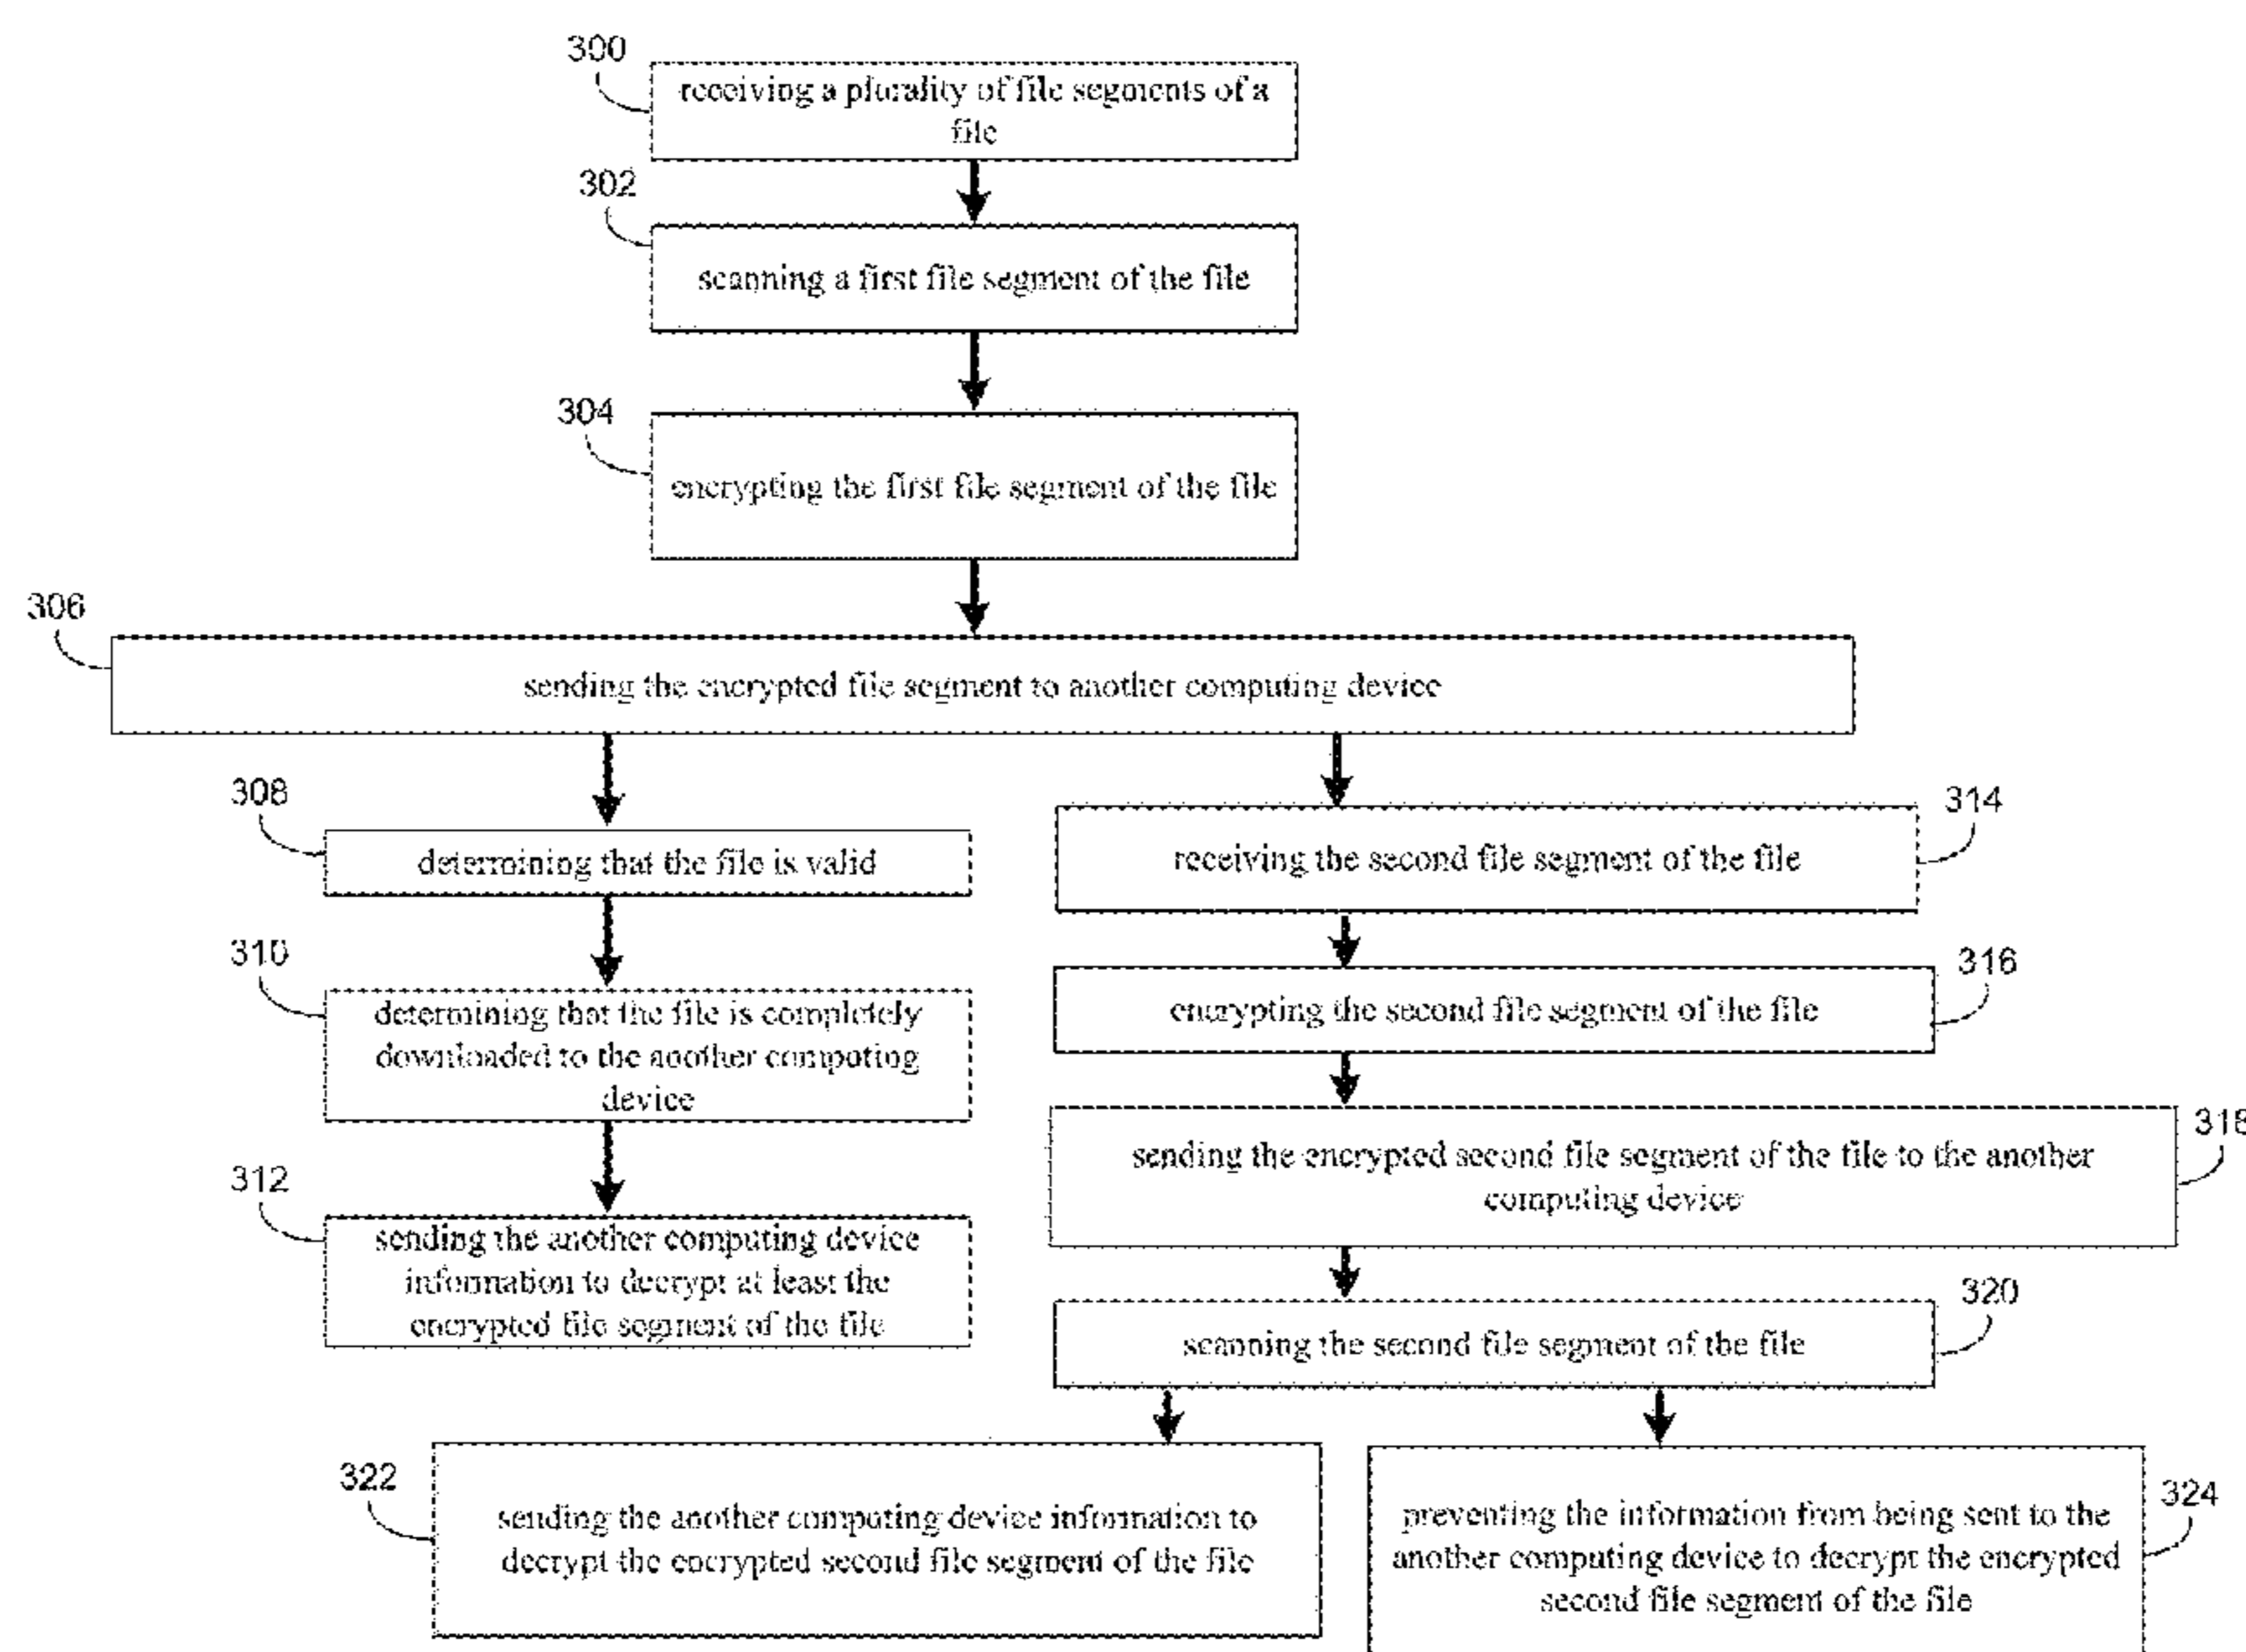 300
receiving a plurality of file segments of a
file
302
scanning a first file segment of the file
304
encrypting the first file segment of the file
306
sending the encrypted file segment to another computing device
308
determining that the file is valid
310
determining that the file is completely
downloaded to the another computing
device
312
sending the another computing device
information to decrypt at least the
encrypted file segment of the file
314
receiving the second file segment of the file
316
encrypting the second file segment of the file
318
sending the encrypted second file segment of the file to the another
computing device
320
scanning the second file segment of the file
322
sending the another computing device information to
decrypt the encrypted second file segment of the file
324
preventing the information from being sent to the
another computing device to decrypt the encrypted
second file segment of the file